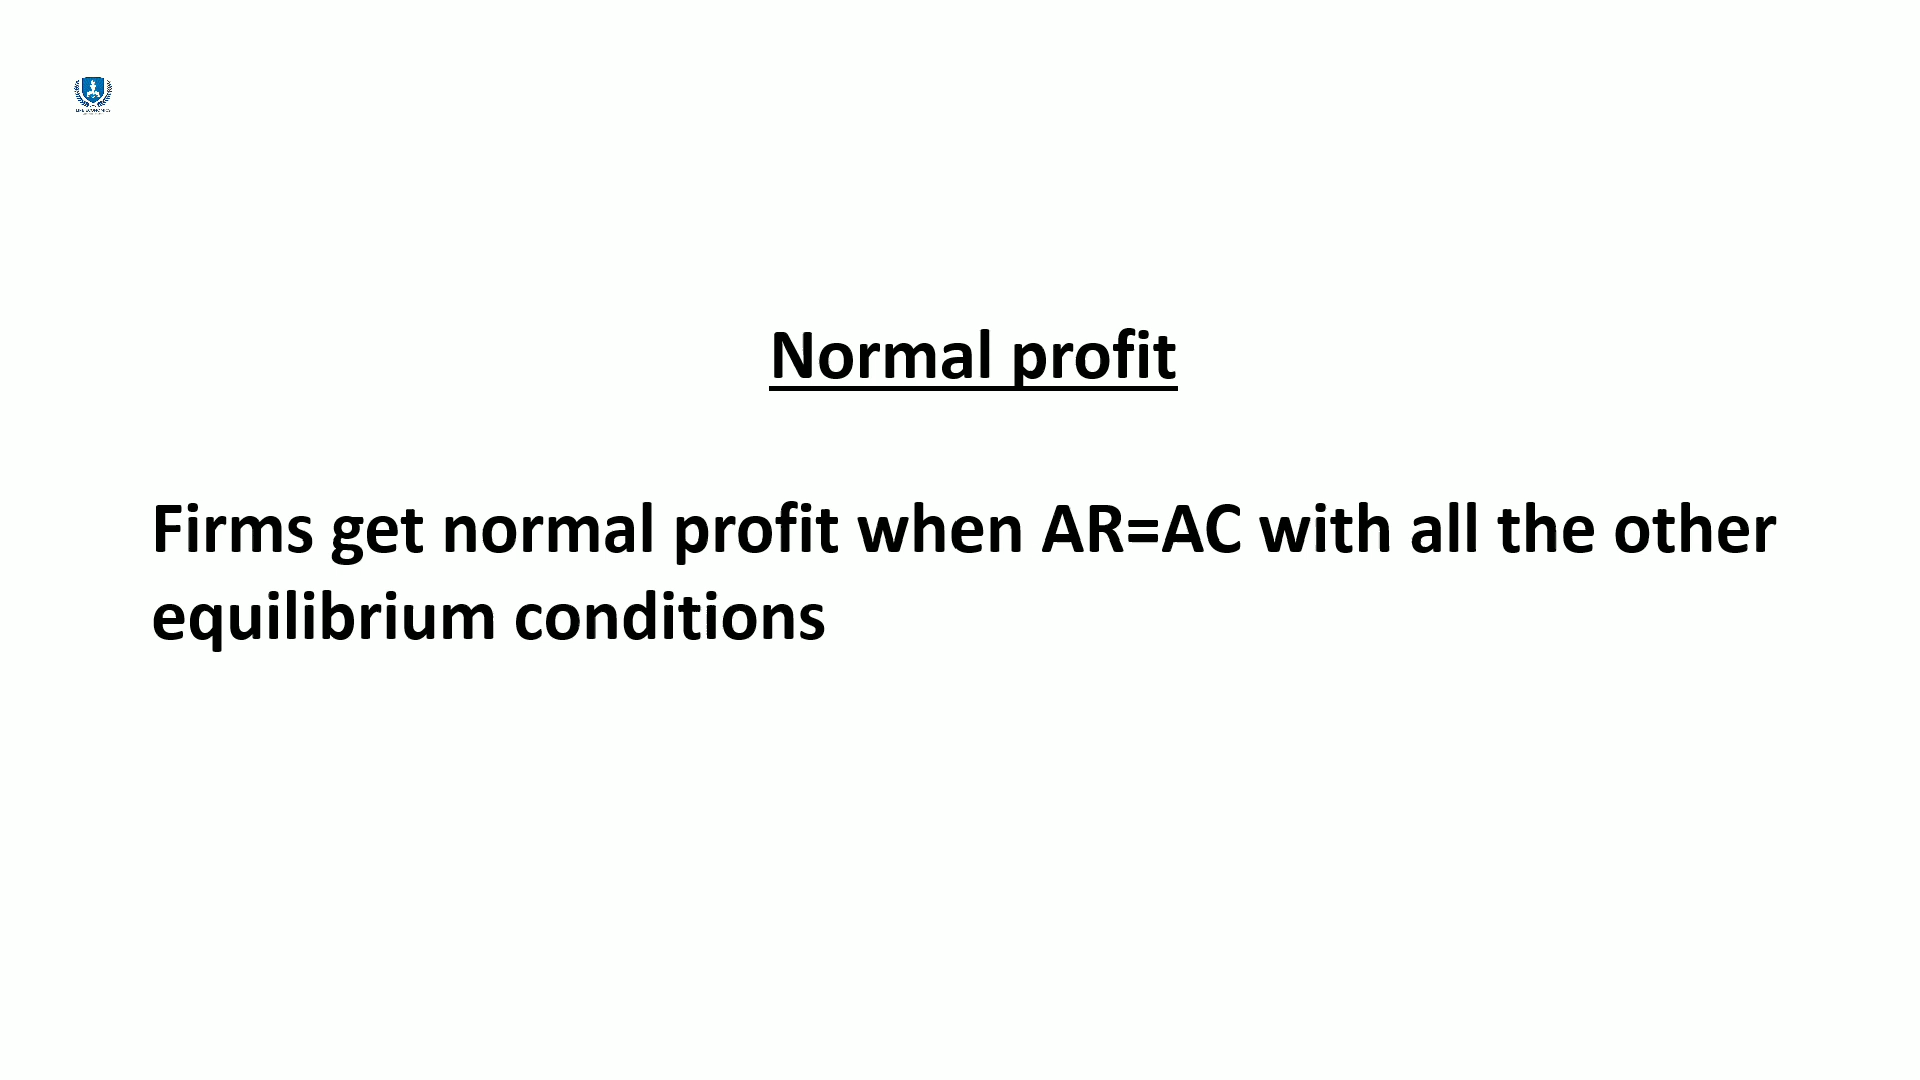 Normal profit
Firms get normal profit when AR=AC with all the other
equilibrium conditions